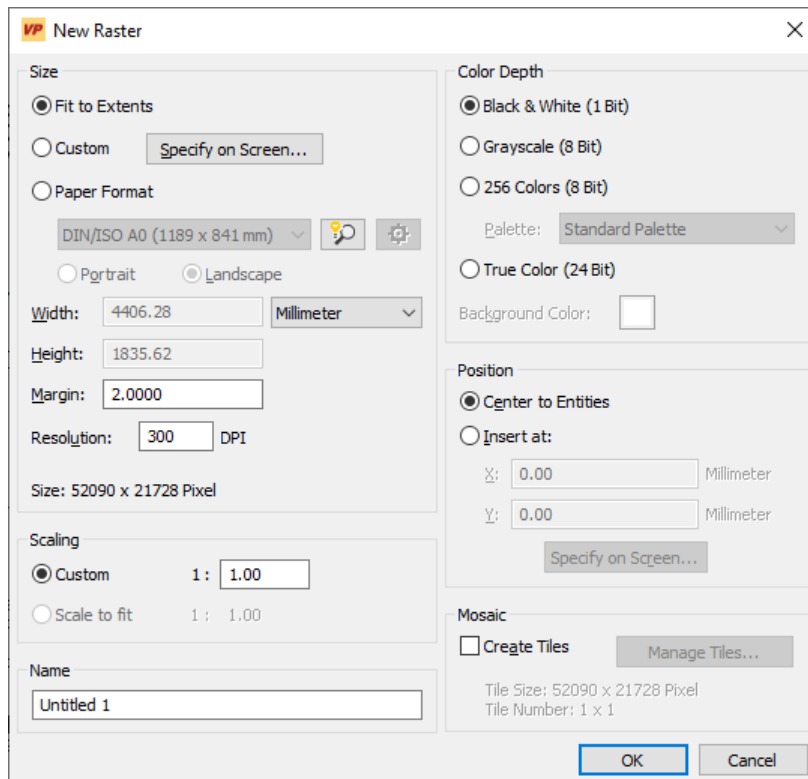 VP New Raster
Size
Fit to Extents
Custom Specify on Screen...
Paper Format
DIN/ISO A0 (1189 x 841 mm)
Portrait Landscape
Width: 4406.28 Millimeter
Height: 1835.62
Margin: 2.0000
Resolution: 300 DPI
Size: 52090 x 21728 Pixel
Scaling
Custom 1 : 1.00
Scale to fit 1 : 1.00
Name
Untitled 1
Color Depth
Black & White (1 Bit)
Grayscale (8 Bit)
256 Colors (8 Bit)
Palette: Standard Palette
True Color (24 Bit)
Background Color:
Position
Center to Entities
Insert at:
X: 0.00 Millimeter
Y: 0.00 Millimeter
Specify on Screen...
Mosaic
Create Tiles Manage Tiles...
Tile Size: 52090 x 21728 Pixel
Tile Number: 1 x 1
OK Cancel